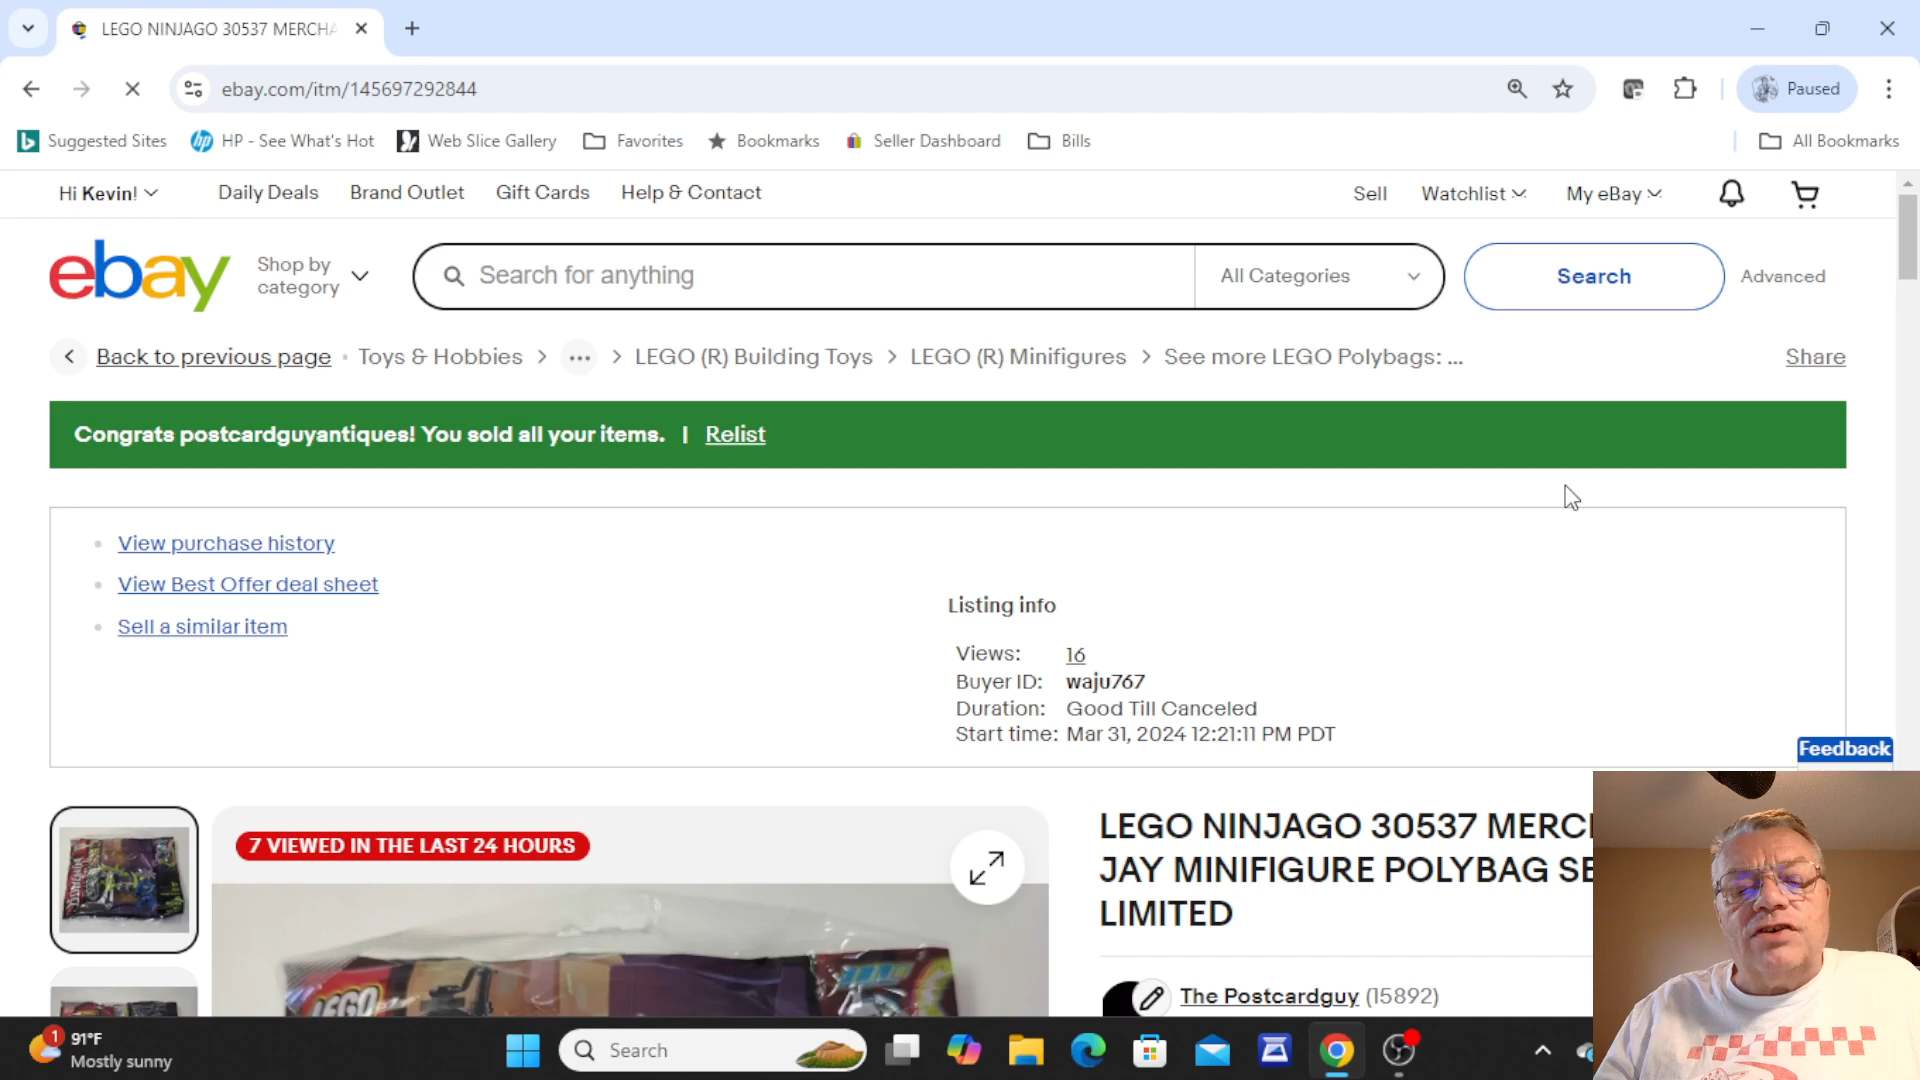 LEGO NINJAGO 30537 MERCHA
ebay.com/itm/145697292844
Paused
Suggested Sites
HP - See What's Hot
Web Slice Gallery
Favorites
Bookmarks
Seller Dashboard
Bills
All Bookmarks
Hi Kevin!
Daily Deals
Brand Outlet
Gift Cards
Help & Contact
Sell
Watchlist
My eBay
ebay
Shop by
category
Search for anything
All Categories
Search
Advanced
Back to previous page
Toys & Hobbies
...
LEGO (R) Building Toys
LEGO (R) Minifigures
See more LEGO Polybags: ...
Share
Congrats postcardguyantiques! You sold all your items. | Relist
View purchase history
View Best Offer deal sheet
Sell a similar item
Listing info
Views: 16
Buyer ID: waju767
Duration: Good Till Canceled
Start time: Mar 31, 2024 12:21:11 PM PDT
Feedback
7 VIEWED IN THE LAST 24 HOURS
LEGO
LEGO NINJAGO 30537 MERC
JAY MINIFIGURE POLYBAG SE
LIMITED
The Postcardguy (15892)
1
91°F
Mostly sunny
Search